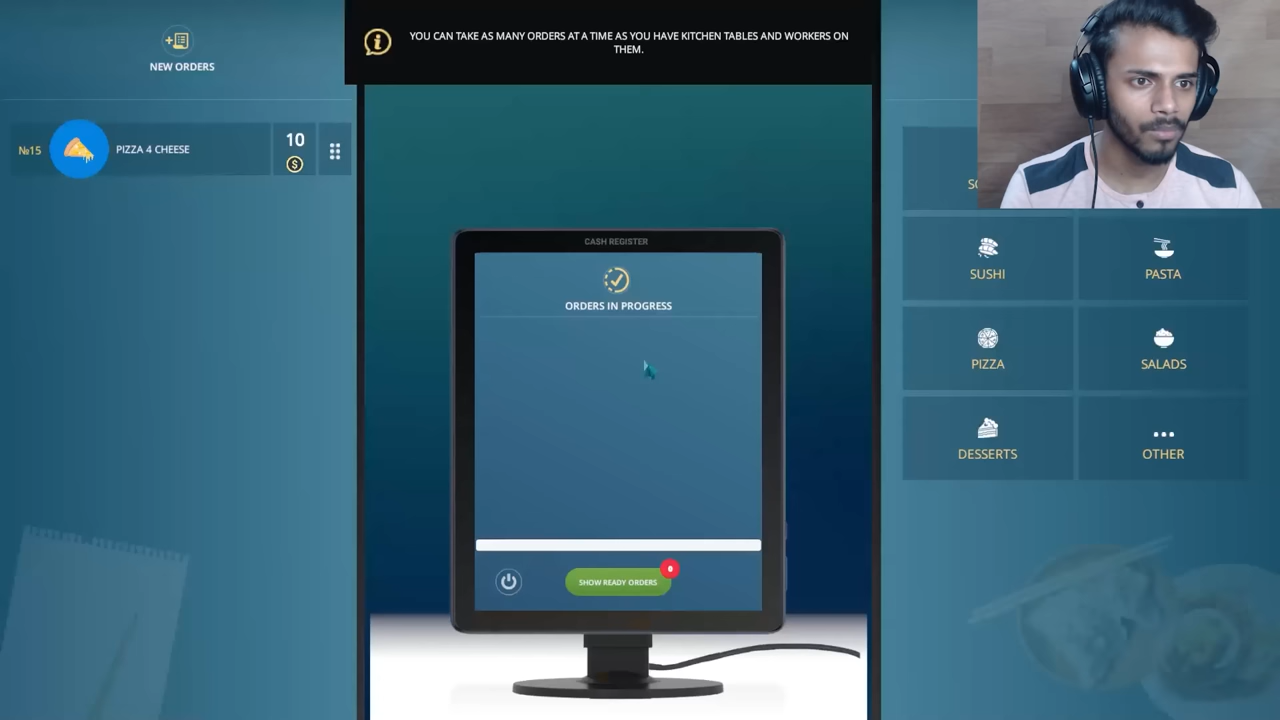 YOU CAN TAKE AS MANY ORDERS AT A TIME AS YOU HAVE KITCHEN TABLES AND WORKERS ON
THEM.
NEW ORDERS
№15
PIZZA 4 CHEESE
10
CASH REGISTER
ORDERS IN PROGRESS
SUSHI
PASTA
PIZZA
SALADS
DESSERTS
OTHER
SHOW READY ORDERS
0